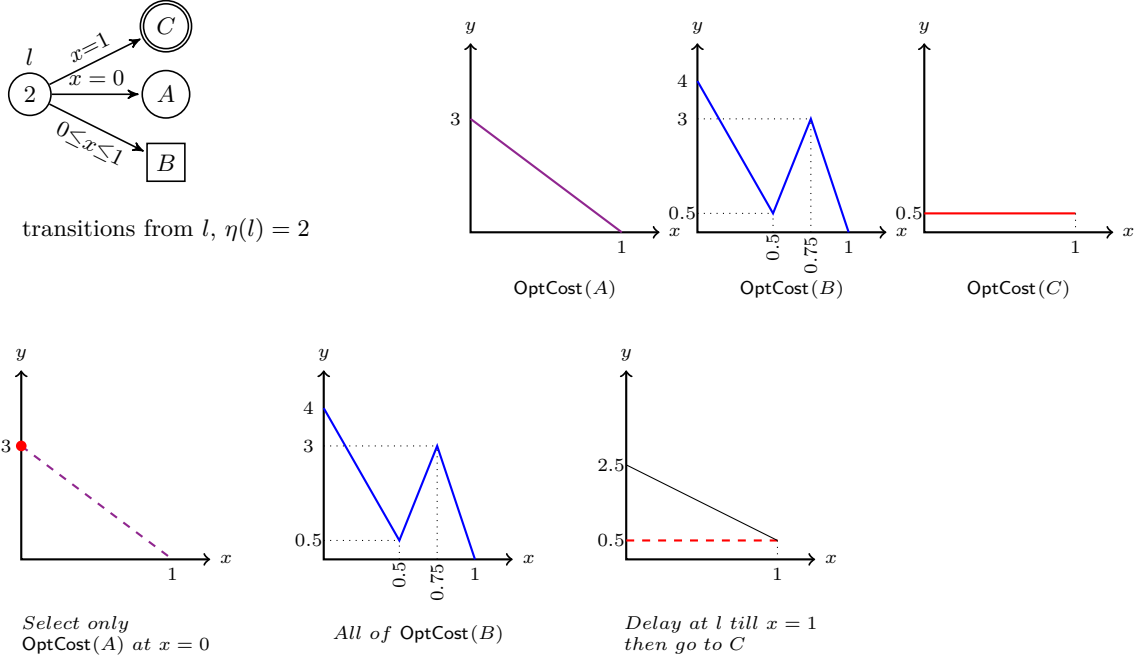 C
x=1
l
2
x = 0
A
0≤x≤1
B
transitions from l, η(l) = 2
y
3
1
x
OptCost(A)
y
4
3
0.5
0.5
0.75
1
x
OptCost(B)
y
0.5
1
x
OptCost(C)
y
3
1
x
Select only
OptCost(A) at x = 0
y
4
3
0.5
0.5
0.75
1
x
All of OptCost(B)
y
2.5
0.5
1
x
Delay at l till x = 1
then go to C